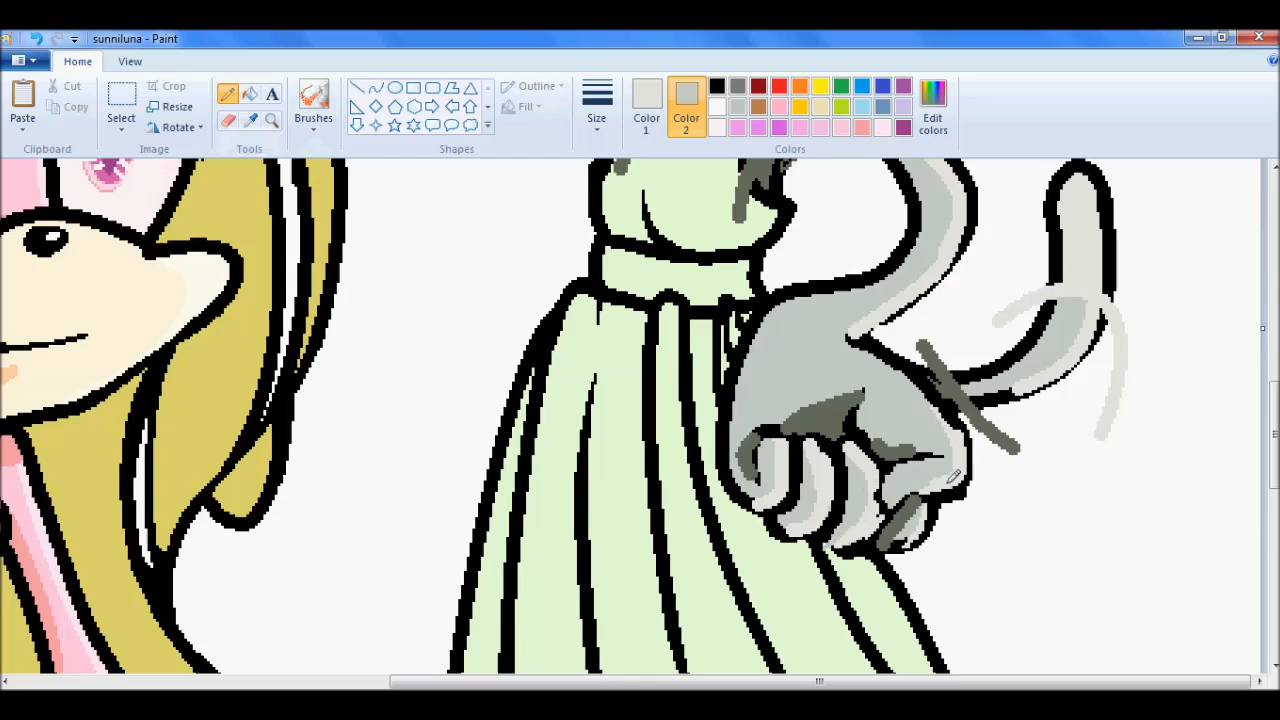 sunniluna - Paint
Home View
Paste
Cut
Copy
Clipboard
Select
Crop
Resize
Rotate
Image
A
Tools
Brushes
Outline
Fill
Shapes
Size
Color 1
Color 2
Edit colors
Colors